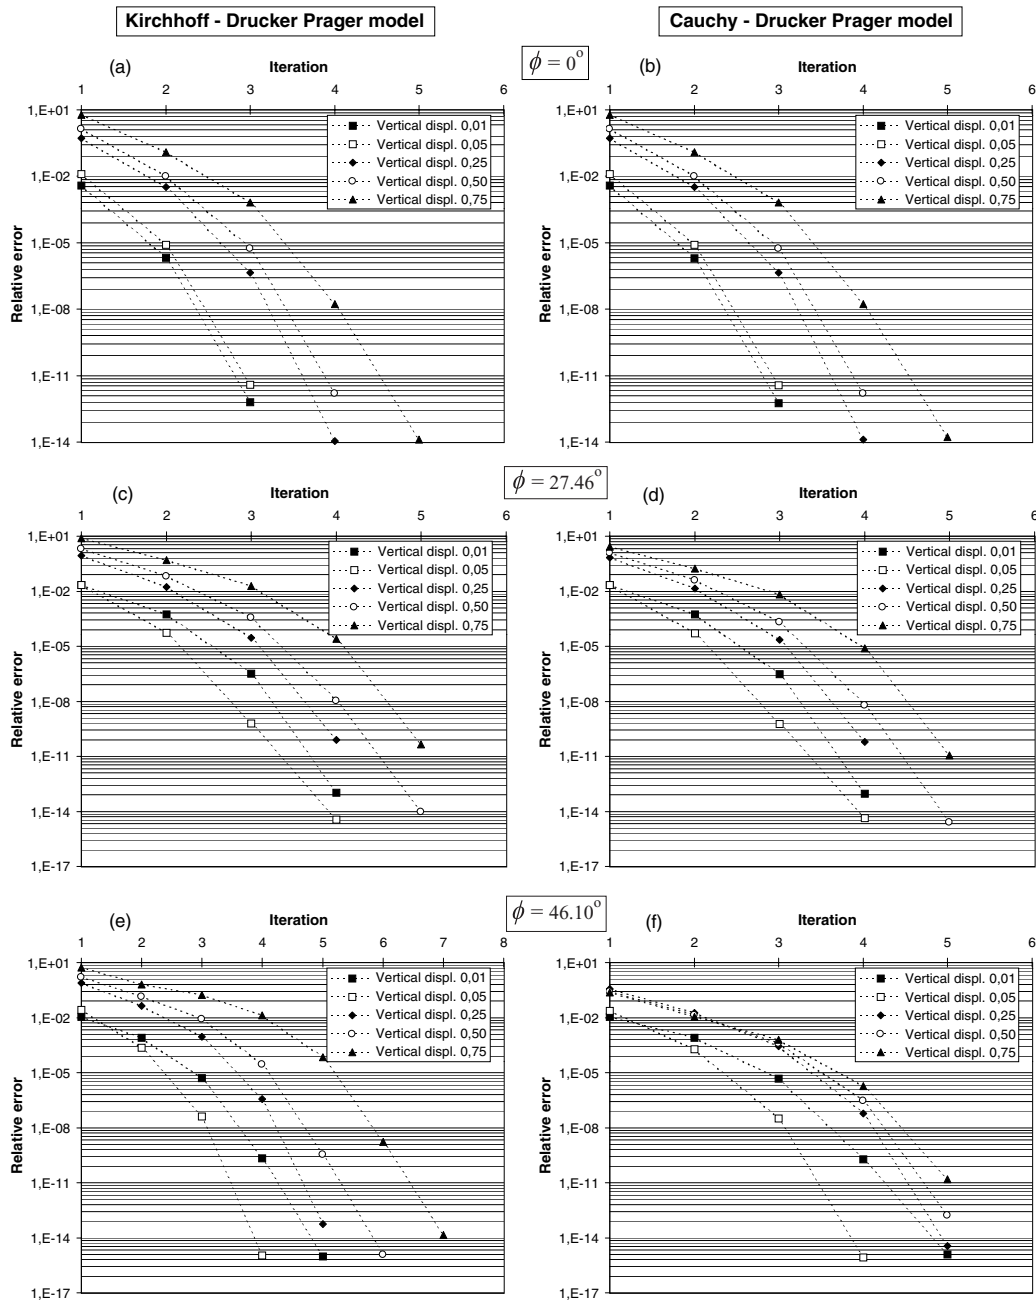 Kirchhoff - Drucker Prager model
Cauchy - Drucker Prager model
ϕ = 0°
(a)
Iteration
1 2 3 4 5 6
1,E+01
1,E-02
1,E-05
1,E-08
1,E-11
1,E-14
Relative error
Vertical displ. 0,01
Vertical displ. 0,05
Vertical displ. 0,25
Vertical displ. 0,50
Vertical displ. 0,75
(b)
Iteration
1 2 3 4 5 6
1,E+01
1,E-02
1,E-05
1,E-08
1,E-11
1,E-14
Relative error
Vertical displ. 0,01
Vertical displ. 0,05
Vertical displ. 0,25
Vertical displ. 0,50
Vertical displ. 0,75
ϕ = 27.46°
(c)
Iteration
1 2 3 4 5 6
1,E+01
1,E-02
1,E-05
1,E-08
1,E-11
1,E-14
1,E-17
Relative error
Vertical displ. 0,01
Vertical displ. 0,05
Vertical displ. 0,25
Vertical displ. 0,50
Vertical displ. 0,75
(d)
Iteration
1 2 3 4 5 6
1,E+01
1,E-02
1,E-05
1,E-08
1,E-11
1,E-14
1,E-17
Relative error
Vertical displ. 0,01
Vertical displ. 0,05
Vertical displ. 0,25
Vertical displ. 0,50
Vertical displ. 0,75
ϕ = 46.10°
(e)
Iteration
1 2 3 4 5 6 7 8
1,E+01
1,E-02
1,E-05
1,E-08
1,E-11
1,E-14
1,E-17
Relative error
Vertical displ. 0,01
Vertical displ. 0,05
Vertical displ. 0,25
Vertical displ. 0,50
Vertical displ. 0,75
(f)
Iteration
1 2 3 4 5 6
1,E+01
1,E-02
1,E-05
1,E-08
1,E-11
1,E-14
1,E-17
Relative error
Vertical displ. 0,01
Vertical displ. 0,05
Vertical displ. 0,25
Vertical displ. 0,50
Vertical displ. 0,75